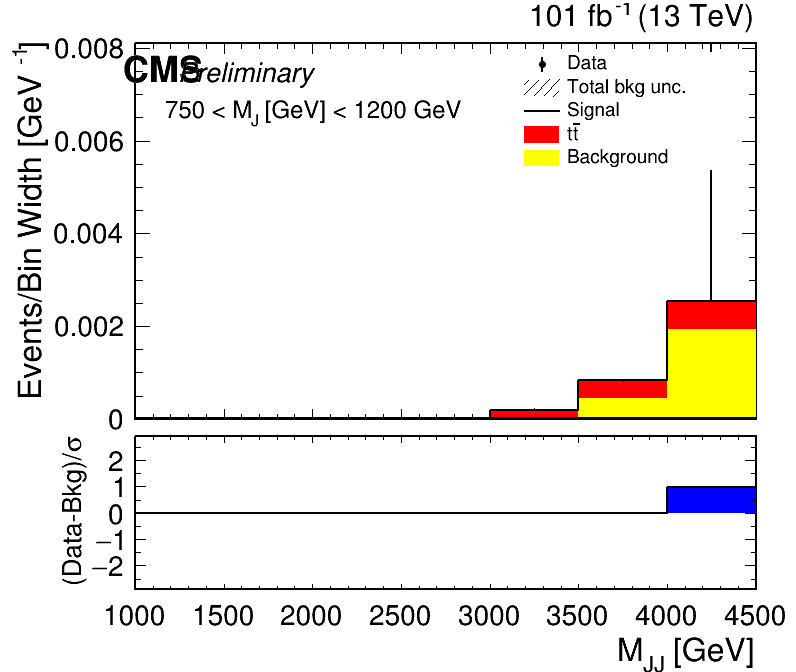 101 fb⁻¹ (13 TeV)
CMS Preliminary
750 < M_J [GeV] < 1200 GeV
Data
Total bkg unc.
Signal
tt̄
Background
Events/Bin Width [GeV⁻¹]
0.008
0.006
0.004
0.002
0
(Data-Bkg)/σ
2
1
0
−1
−2
1000 1500 2000 2500 3000 3500 4000 4500
M_JJ [GeV]